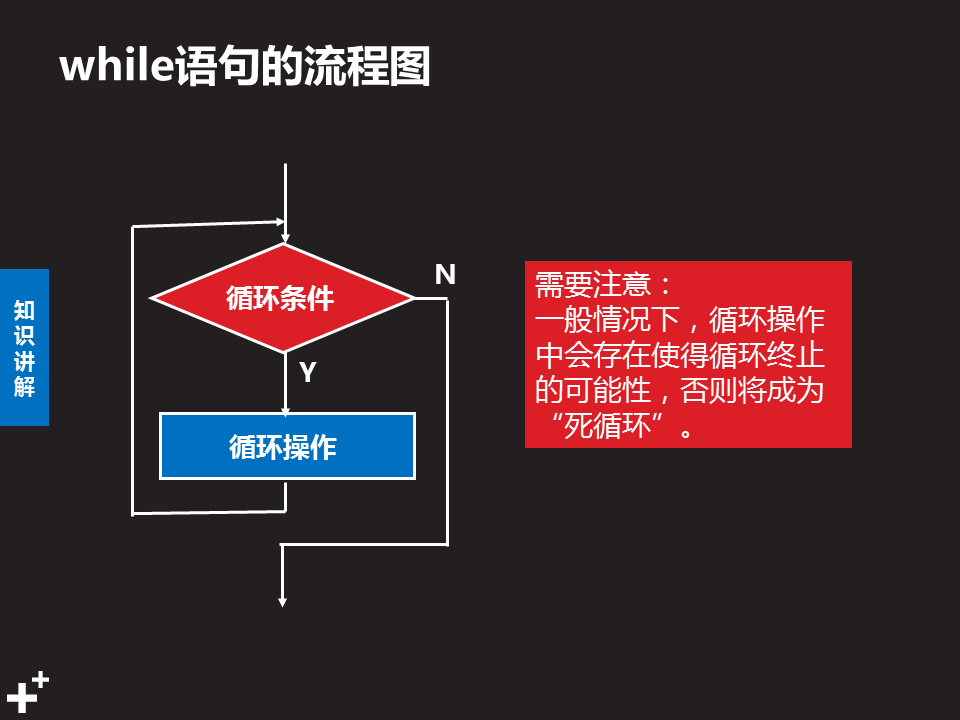 while语句的流程图
循环条件
N
Y
循环操作
知
识
讲
解
需要注意：
一般情况下，循环操作
中会存在使得循环终止
的可能性，否则将成为
“死循环”。